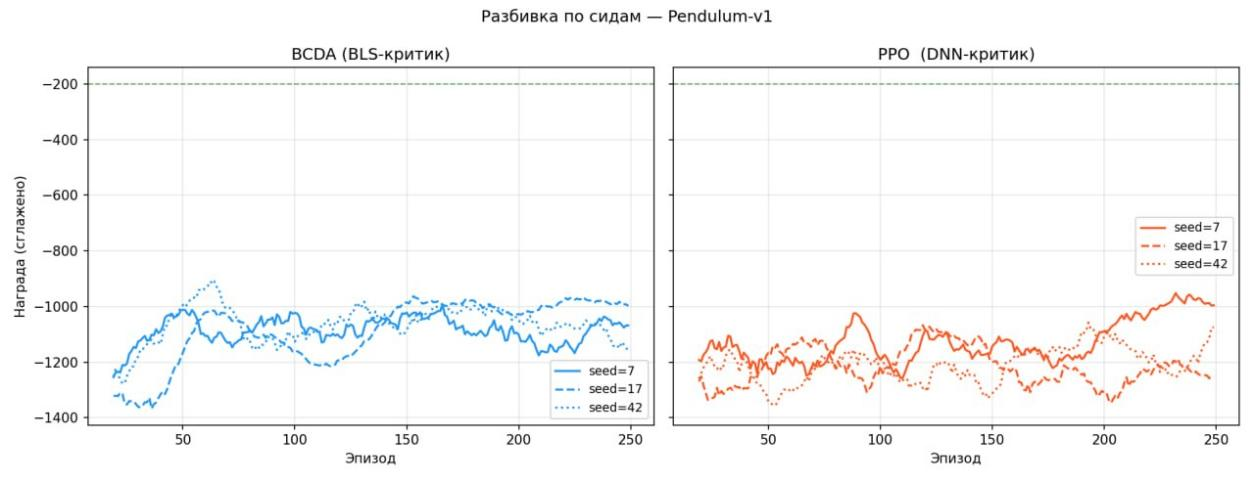 Разбивка по сидам — Pendulum-v1
BCDA (BLS-критик)
Награда (сглажено)
−200
−400
−600
−800
−1000
−1200
−1400
seed=7
seed=17
seed=42
50
100
150
200
250
Эпизод
PPO  (DNN-критик)
seed=7
seed=17
seed=42
50
100
150
200
250
Эпизод